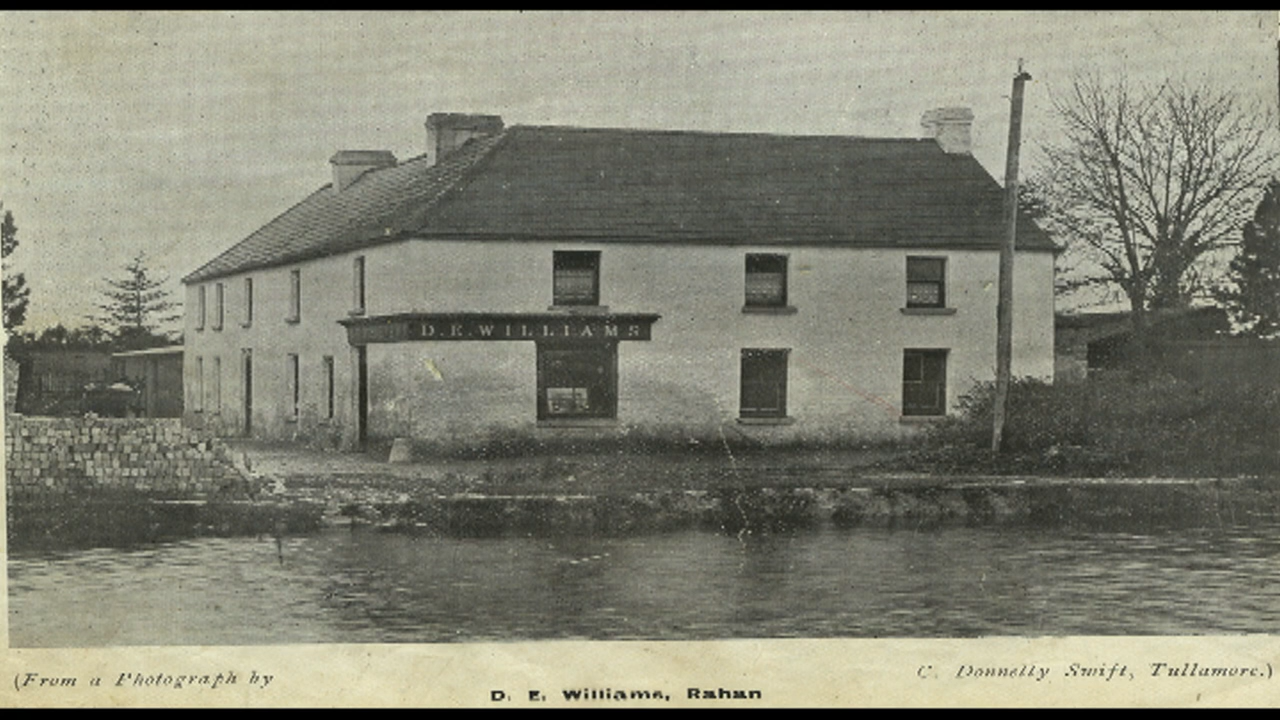 D.E.WILLIAMS
(From a Photograph by
C. Donnelly Swift, Tullamore.)
D. E. Williams, Rahan